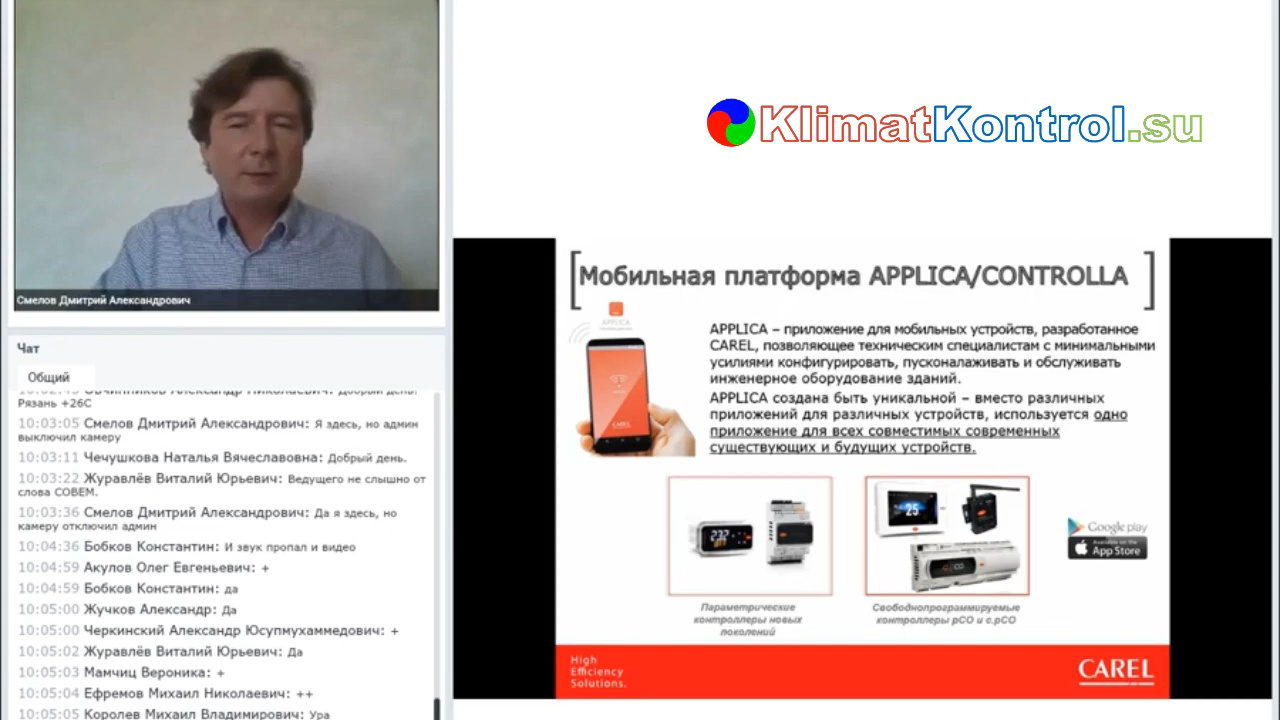 Смелов Дмитрий Александрович
Чат
Общий
Овчинников Александр Николаевич: Добрый день!
Рязань +26С
10:03:05 Смелов Дмитрий Александрович: Я здесь, но админ
выключил камеру
10:03:11 Чечушкова Наталья Вячеславовна: Добрый день.
10:03:22 Журавлёв Виталий Юрьевич: Ведущего не слышно от
слова СОВЕМ.
10:03:36 Смелов Дмитрий Александрович: Да я здесь, но
камеру отключил админ
10:04:36 Бобков Константин: И звук пропал и видео
10:04:59 Акулов Олег Евгеньевич: +
10:04:59 Бобков Константин: да
10:05:00 Жучков Александр: Да
10:05:00 Черкинский Александр Юсупмухаммедович: +
10:05:02 Журавлёв Виталий Юрьевич: Да
10:05:03 Мамчиц Вероника: +
10:05:04 Ефремов Михаил Николаевич: ++
10:05:05 Королев Михаил Владимирович: Ура
KlimatKontrol.su
Мобильная платформа APPLICA/CONTROLLA
APPLICA
APPLICA – приложение для мобильных устройств, разработанное
CAREL, позволяющее техническим специалистам с минимальными
усилиями конфигурировать, пусконалаживать и обслуживать
инженерное оборудование зданий.
APPLICA создана быть уникальной – вместо различных
приложений для различных устройств, используется одно
приложение для всех совместимых современных
существующих и будущих устройств.
CAREL
25
Google play
Available on the
App Store
Параметрические
контроллеры новых
поколений
Свободнопрограммируемые
контроллеры pCO и c.pCO
High
Efficiency
Solutions.
CAREL